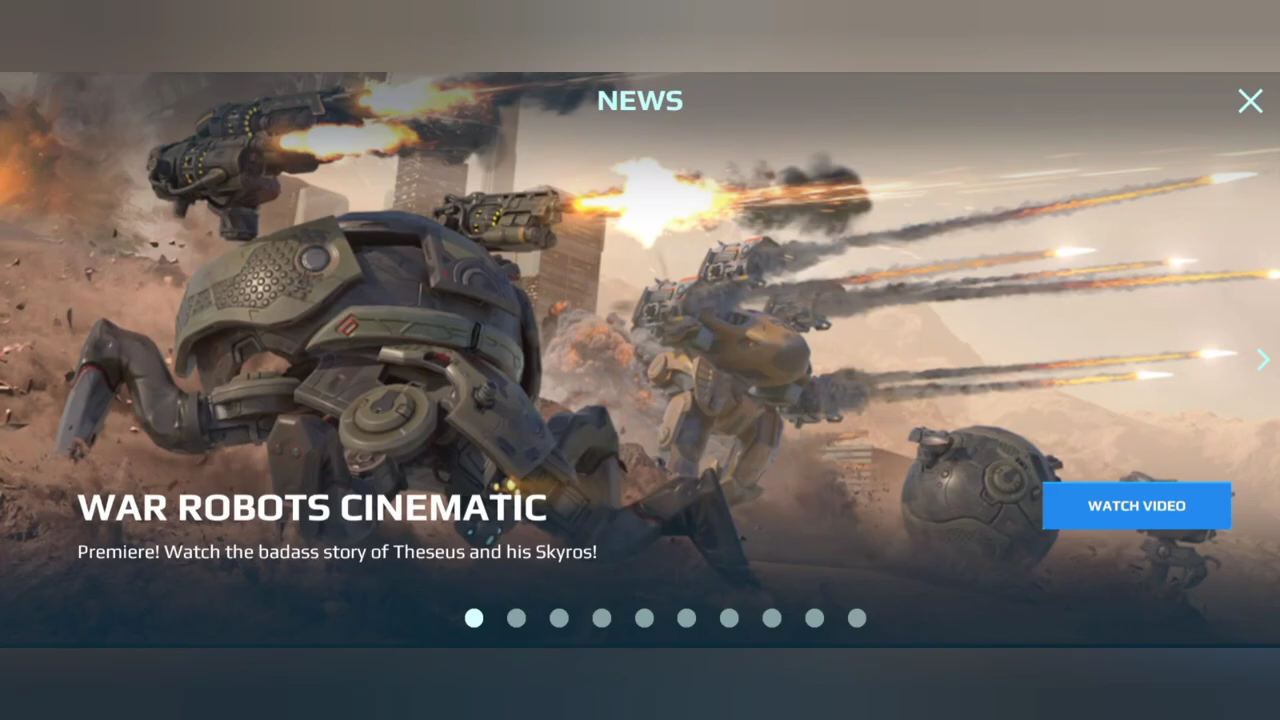 NEWS
WAR ROBOTS CINEMATIC
Premiere! Watch the badass story of Theseus and his Skyros!
WATCH VIDEO